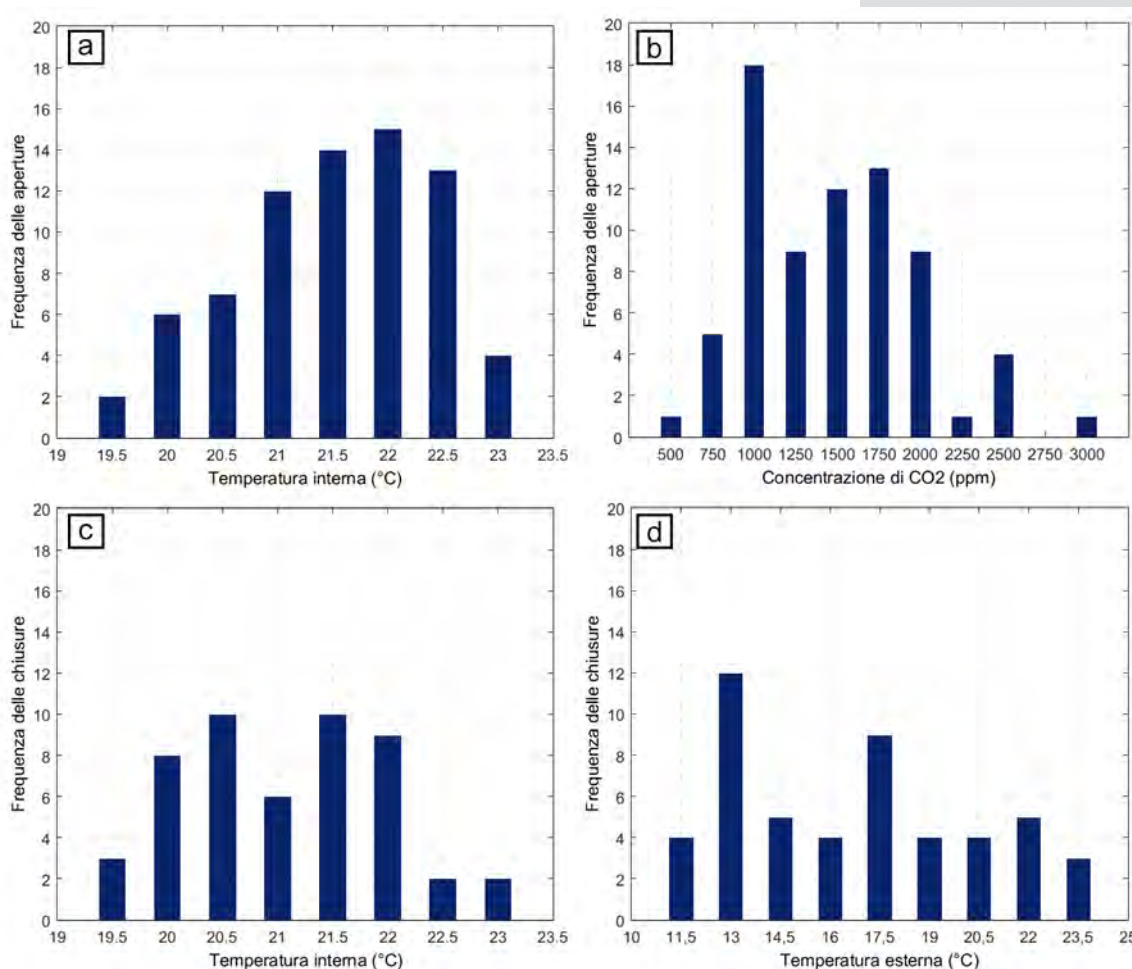 a
Frequenza delle aperture
20
18
16
14
12
10
8
6
4
2
0
19 19.5 20 20.5 21 21.5 22 22.5 23 23.5
Temperatura interna (°C)
b
Frequenza delle aperture
20
18
16
14
12
10
8
6
4
2
0
500 750 1000 1250 1500 1750 2000 2250 2500 2750 3000
Concentrazione di CO2 (ppm)
c
Frequenza delle chiusure
20
18
16
14
12
10
8
6
4
2
0
19 19.5 20 20.5 21 21.5 22 22.5 23 23.5
Temperatura interna (°C)
d
Frequenza delle chiusure
20
18
16
14
12
10
8
6
4
2
0
10 11,5 13 14,5 16 17,5 19 20,5 22 23,5 25
Temperatura esterna (°C)